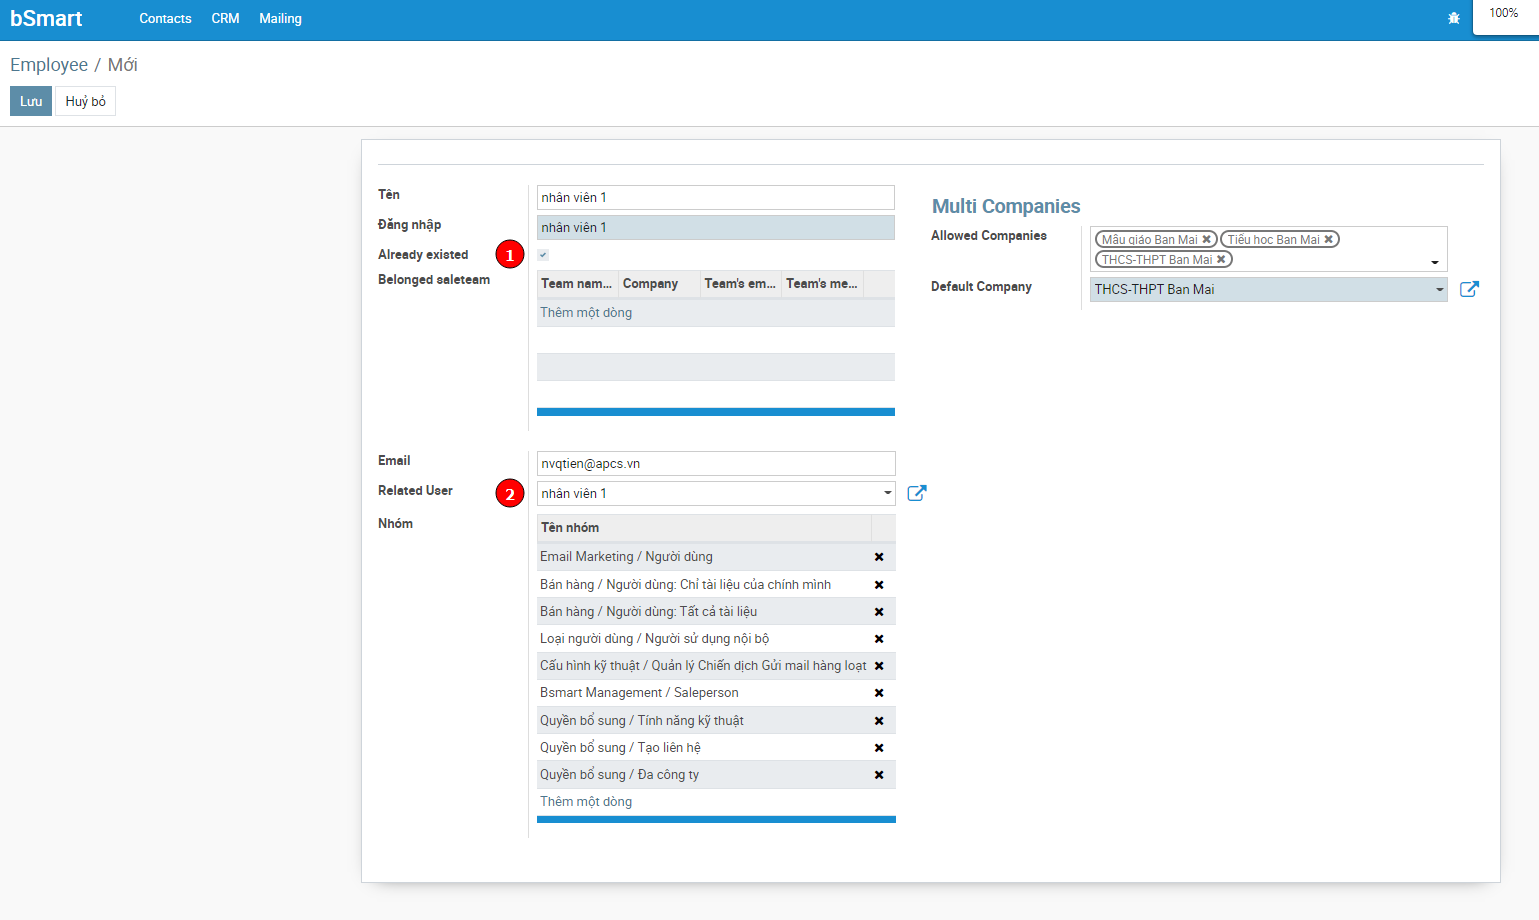 bSmart Contacts CRM Mailing 100%
Employee / Mới
Lưu Huỷ bỏ
Tên nhân viên 1
Đăng nhập nhân viên 1
Already existed 1
Belonged saleteam
Team nam... Company Team's em... Team's me...
Thêm một dòng
Multi Companies
Allowed Companies Mẫu giáo Ban Mai Tiểu học Ban Mai
THCS-THPT Ban Mai
Default Company THCS-THPT Ban Mai
Email nvqtien@apcs.vn
Related User 2 nhân viên 1
Nhóm
Tên nhóm
Email Marketing / Người dùng
Bán hàng / Người dùng: Chỉ tài liệu của chính mình
Bán hàng / Người dùng: Tất cả tài liệu
Loại người dùng / Người sử dụng nội bộ
Cấu hình kỹ thuật / Quản lý Chiến dịch Gửi mail hàng loạt
Bsmart Management / Saleperson
Quyền bổ sung / Tính năng kỹ thuật
Quyền bổ sung / Tạo liên hệ
Quyền bổ sung / Đa công ty
Thêm một dòng